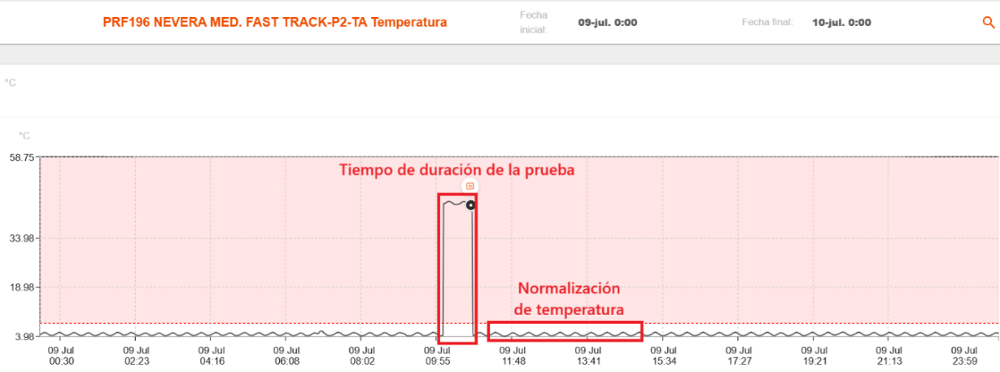 PRF196 NEVERA MED. FAST TRACK-P2-TA Temperatura
Fecha
inicial:
09-jul. 0:00
Fecha final:
10-jul. 0:00
°C
°C
58.75
Tiempo de duración de la prueba
33.98
18.98
Normalización
de temperatura
3.98
09 Jul 09 Jul 09 Jul 09 Jul 09 Jul 09 Jul 09 Jul 09 Jul 09 Jul 09 Jul 09 Jul 09 Jul 09 Jul
00:30 02:23 04:16 06:08 08:02 09:55 11:48 13:41 15:34 17:27 19:21 21:13 23:59